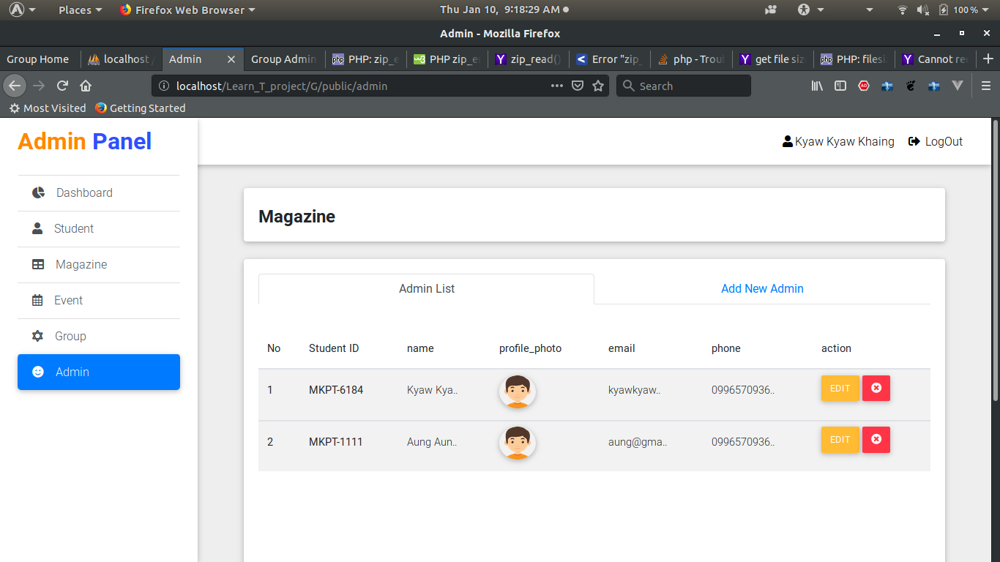 Places Firefox Web Browser Thu Jan 10, 9:18:29 AM 100 %
Admin - Mozilla Firefox
Group Home localhost / Admin Group Admin PHP: zip_e PHP zip_e zip_read() Error "zip_ php - Trou get file siz PHP: filesi Cannot re
localhost/Learn_T_project/G/public/admin Search
Most Visited Getting Started
Admin Panel
Kyaw Kyaw Khaing LogOut
Dashboard
Student
Magazine
Event
Group
Admin
Magazine
Admin List Add New Admin
No Student ID name profile_photo email phone action
1 MKPT-6184 Kyaw Kya.. kyawkyaw.. 0996570936.. EDIT
2 MKPT-1111 Aung Aun.. aung@gma.. 0996570936.. EDIT